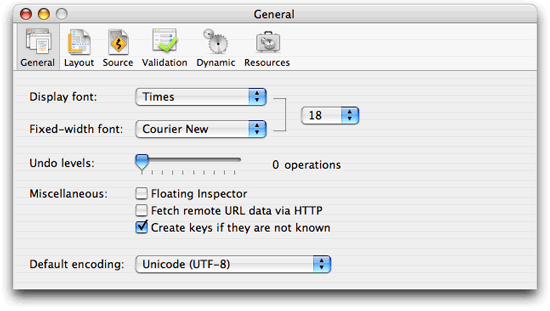 General
General Layout Source Validation Dynamic Resources
Display font: Times
18
Fixed-width font: Courier New
Undo levels: 0 operations
Miscellaneous: Floating Inspector
Fetch remote URL data via HTTP
Create keys if they are not known
Default encoding: Unicode (UTF-8)